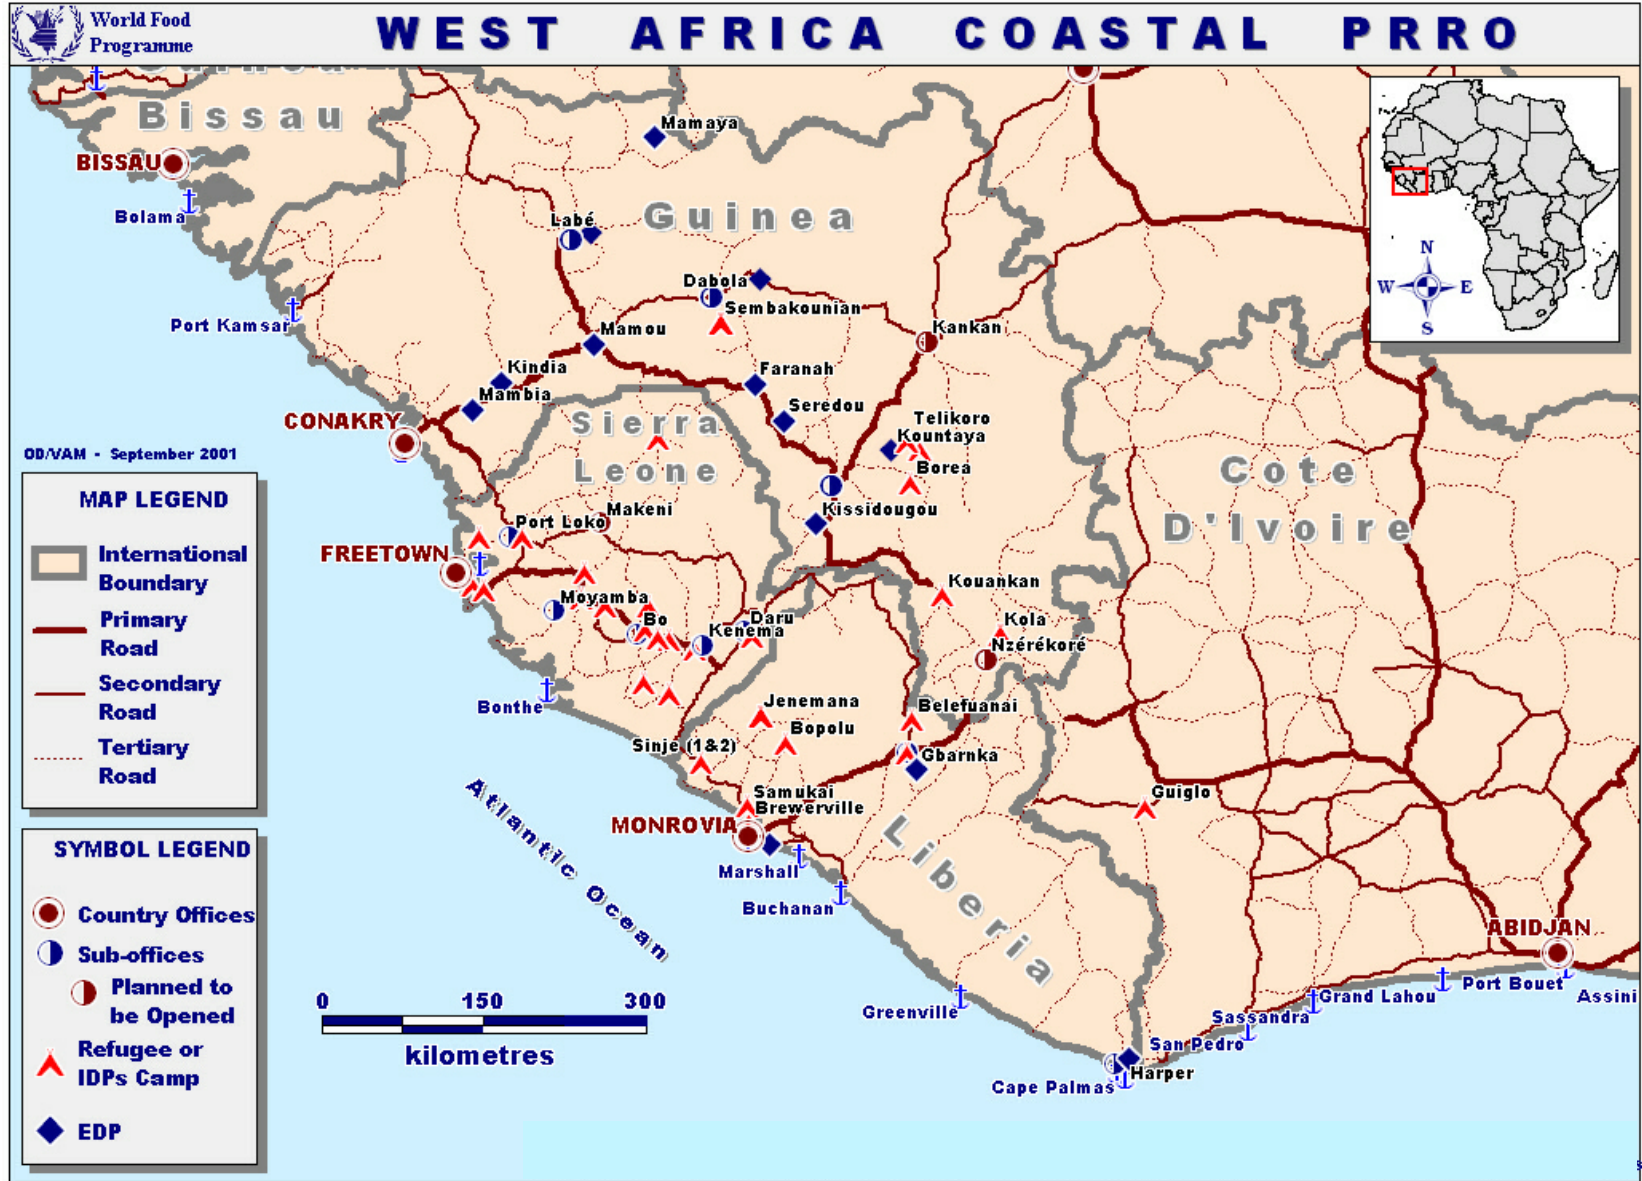 World Food
Programme
WEST AFRICA COASTAL PRRO
Guinea
Bissau
BISSAU
Bolama
Port Kamsar
Mamaya
Labé
Guinea
Dabola
Sembakounian
Kankan
Mamou
Kindia
Mambia
Faranah
Seredou
CONAKRY
Sierra
Leone
Telikoro
Kountaya
Borea
Kissidougou
Port Loko
Makeni
FREETOWN
Moyamba
Bo
Daru
Kenema
Kouankan
Kola
Nzérékoré
Bonthe
Jenemana
Bopolu
Belefuanai
Gbarnka
Sinje (1&2)
Samukai
Brewerville
MONROVIA
Marshall
Buchanan
Liberia
Greenville
Cape Palmas
Harper
Cote
D'Ivoire
Guiglo
ABIDJAN
San Pedro
Sassandra
Grand Lahou
Port Bouet
Assini
Atlantic Ocean
N
W
E
S
OD/VAM - September 2001
MAP LEGEND
International
Boundary
Primary
Road
Secondary
Road
Tertiary
Road
SYMBOL LEGEND
Country Offices
Sub-offices
Planned to
be Opened
Refugee or
IDPs Camp
EDP
0 150 300
kilometres